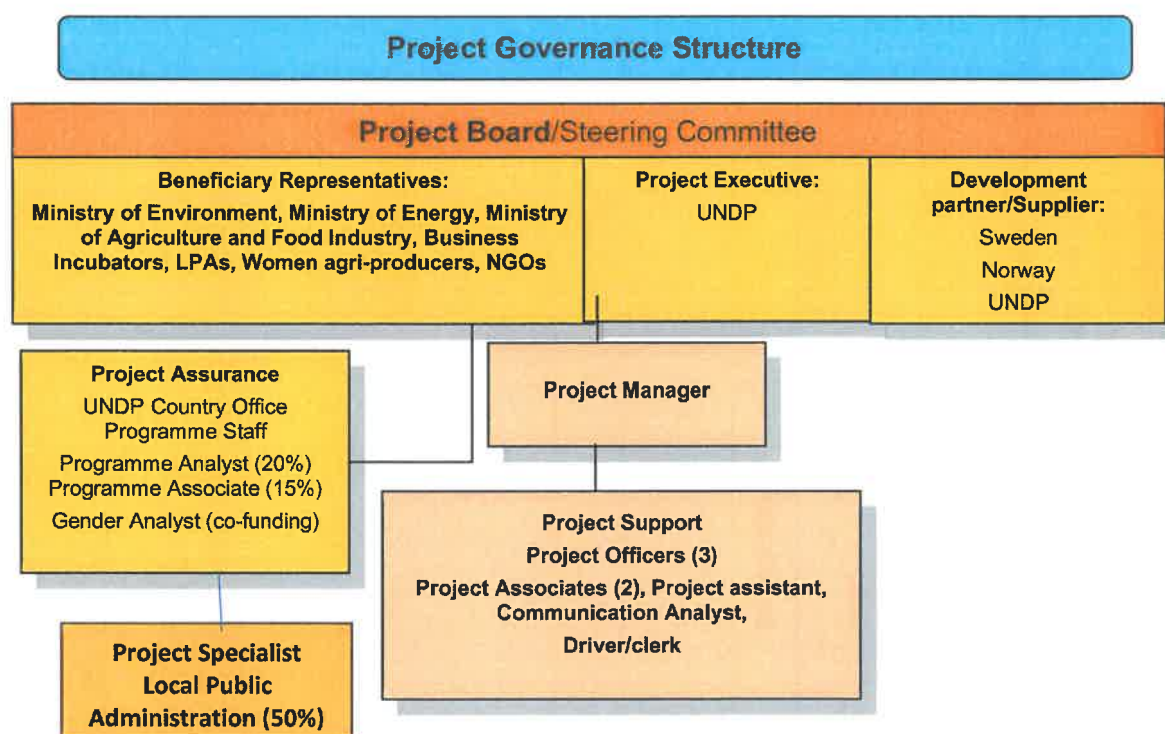 Project Governance Structure
Project Board/Steering Committee
Beneficiary Representatives:
Ministry of Environment, Ministry of Energy, Ministry
of Agriculture and Food Industry, Business
Incubators, LPAs, Women agri-producers, NGOs
Project Executive:
UNDP
Development
partner/Supplier:
Sweden
Norway
UNDP
Project Assurance
UNDP Country Office
Programme Staff
Programme Analyst (20%)
Programme Associate (15%)
Gender Analyst (co-funding)
Project Manager
Project Support
Project Officers (3)
Project Associates (2), Project assistant,
Communication Analyst,
Driver/clerk
Project Specialist
Local Public
Administration (50%)